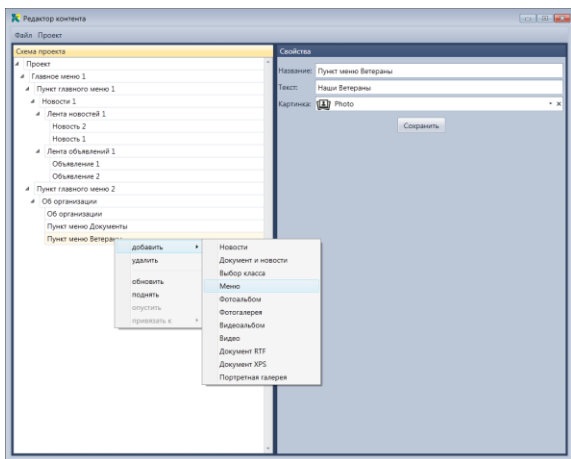 Редактор контента
Файл Проект
Схема проекта
Проект
Главное меню 1
Пункт главного меню 1
Новости 1
Лента новостей 1
Новость 2
Новость 1
Лента объявлений 1
Объявление 1
Объявление 2
Пункт главного меню 2
Об организации
Об организации
Пункт меню Документы
Пункт меню Ветераны
добавить
удалить
обновить
поднять
опустить
привязать к
Новости
Документ и новости
Выбор класса
Меню
Фотоальбом
Фотогалерея
Видеоальбом
Видео
Документ RTF
Документ XPS
Портретная галерея
Свойства
Название: Пункт меню Ветераны
Текст: Наши Ветераны
Картинка: Photo
Сохранить